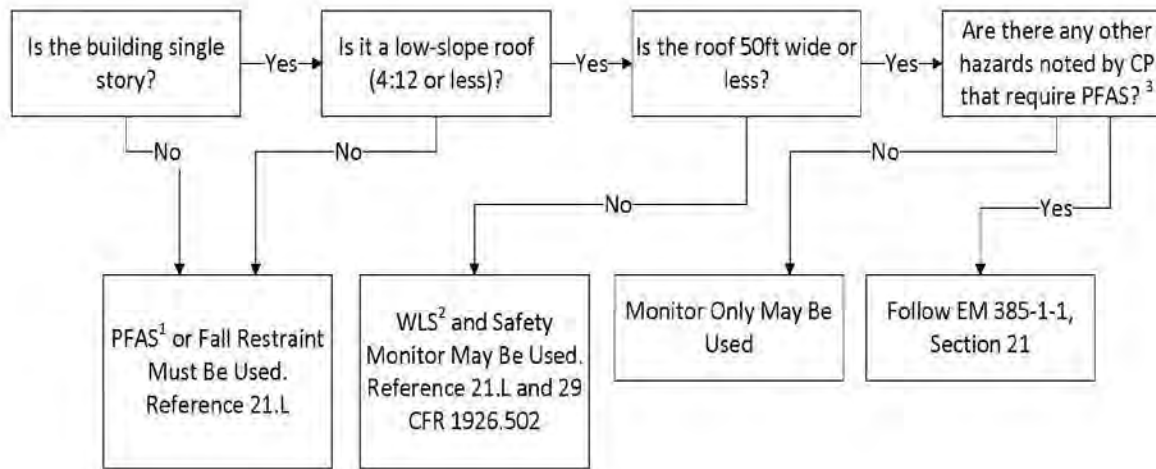 Is the building single
story?
Yes
Is it a low-slope roof
(4:12 or less)?
Yes
Is the roof 50ft wide or
less?
Yes
Are there any other
hazards noted by CP
that require PFAS? 3
No
No
No
No
Yes
PFAS1 or Fall Restraint
Must Be Used.
Reference 21.L
WLS2 and Safety
Monitor May Be Used.
Reference 21.L and 29
CFR 1926.502
Monitor Only May Be
Used
Follow EM 385-1-1,
Section 21